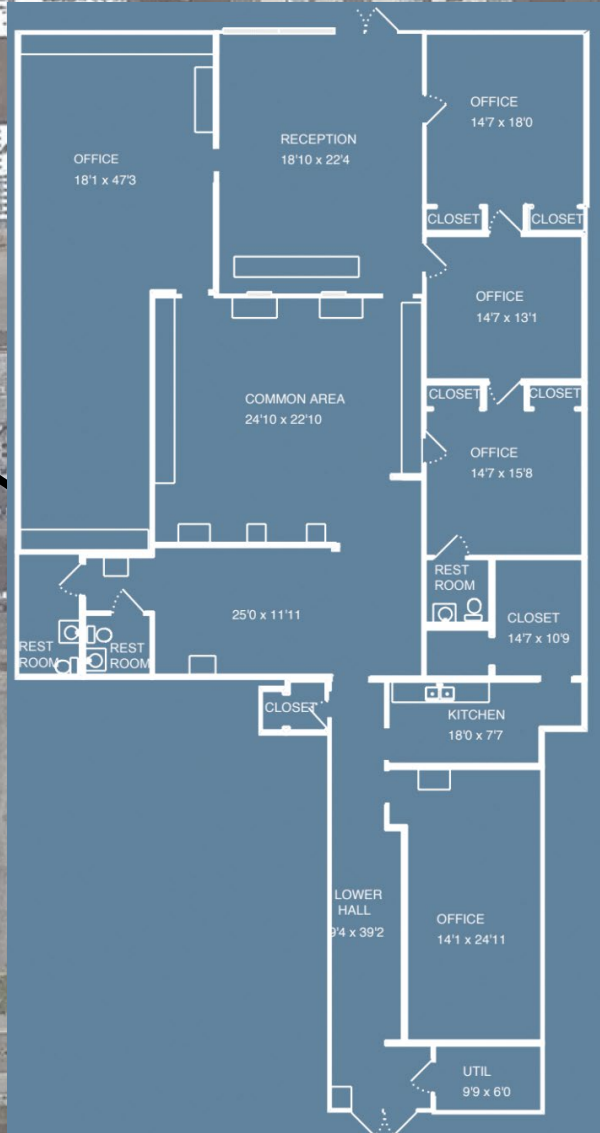 OFFICE
14'7 x 18'0
RECEPTION
18'10 x 22'4
OFFICE
18'1 x 47'3
CLOSET
CLOSET
OFFICE
14'7 x 13'1
CLOSET
CLOSET
COMMON AREA
24'10 x 22'10
OFFICE
14'7 x 15'8
REST
ROOM
25'0 x 11'11
CLOSET
14'7 x 10'9
REST
ROOM
REST
ROOM
CLOSET
KITCHEN
18'0 x 7'7
LOWER
HALL
9'4 x 39'2
OFFICE
14'1 x 24'11
UTIL
9'9 x 6'0